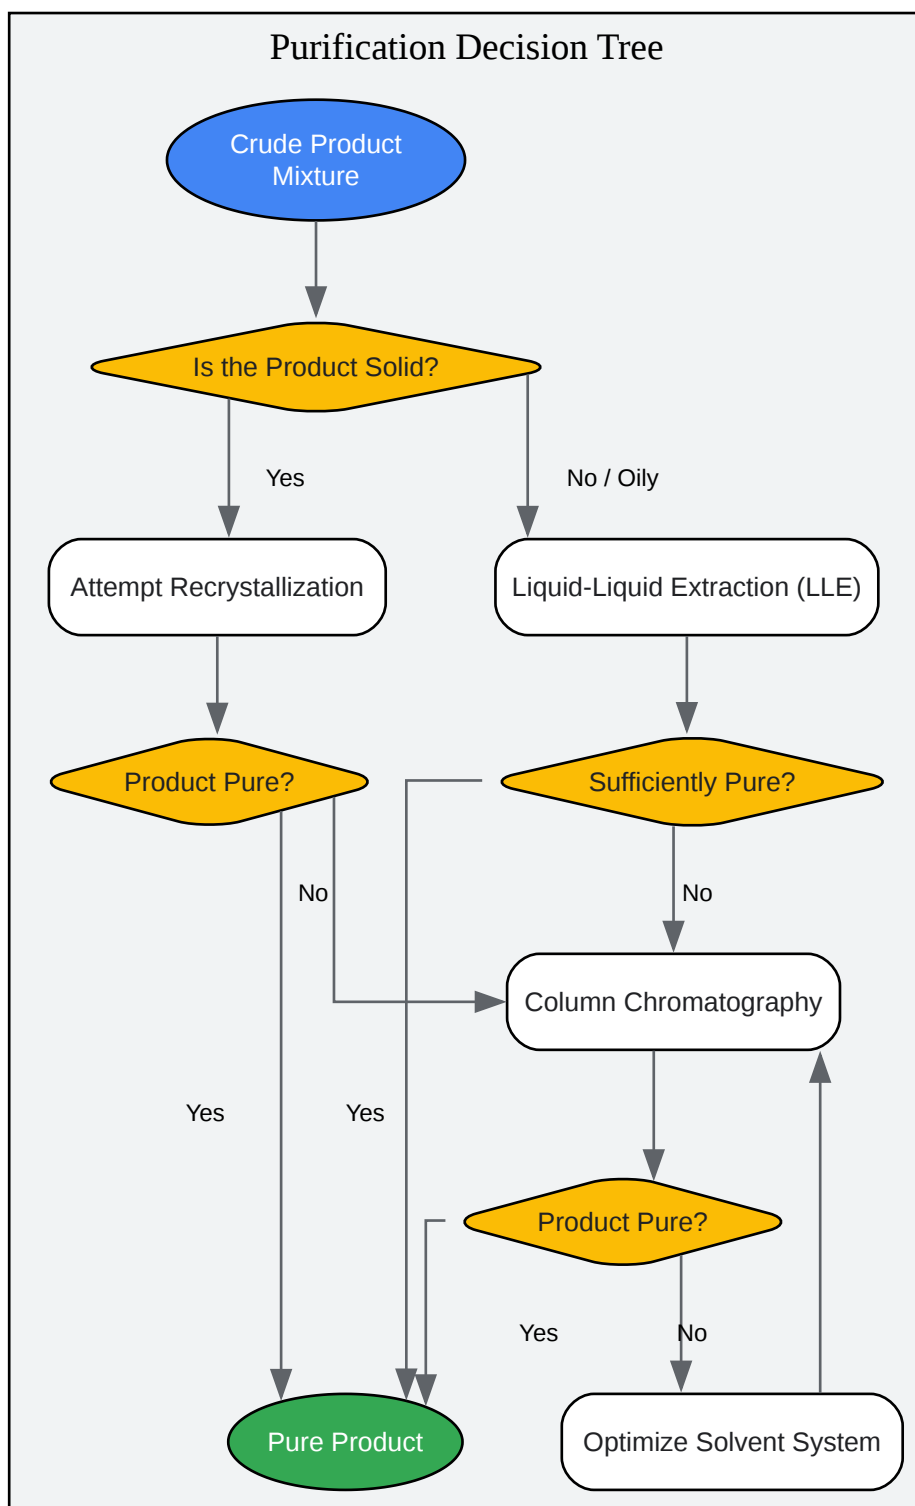 Purification Decision Tree
Crude Product
Mixture
Is the Product Solid?
Yes
No / Oily
Attempt Recrystallization
Liquid-Liquid Extraction (LLE)
Product Pure?
Sufficiently Pure?
No
No
Column Chromatography
Yes
Yes
Product Pure?
Yes
No
Pure Product
Optimize Solvent System